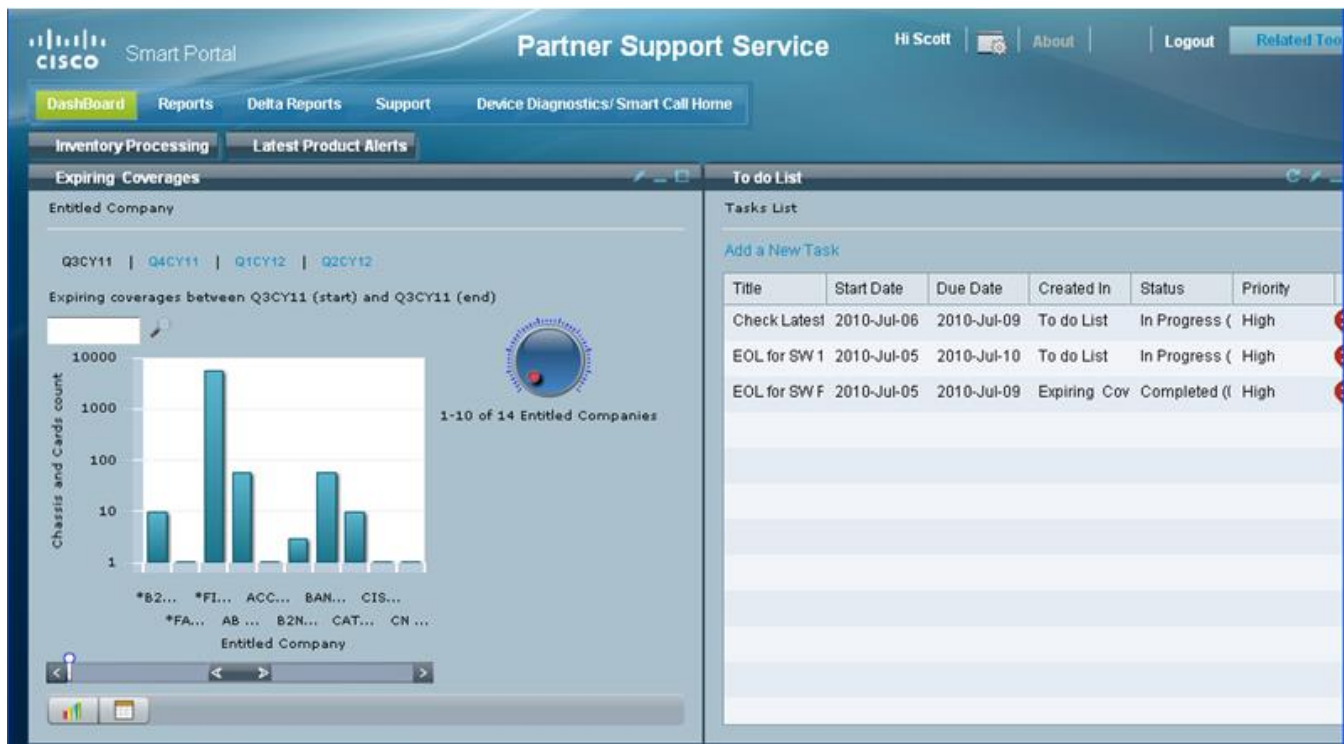 CISCO Smart Portal
Partner Support Service
Hi Scott | About | Logout Related Too
DashBoard Reports Delta Reports Support Device Diagnostics/ Smart Call Home
Inventory Processing Latest Product Alerts
Expiring Coverages
Entitled Company
Q3CY11 | Q4CY11 | Q1CY12 | Q2CY12
Expiring coverages between Q3CY11 (start) and Q3CY11 (end)
1-10 of 14 Entitled Companies
Chassis and Cards count
10000
1000
100
10
1
*B2... *FI... ACC... BAN... CIS...
*FA... AB ... B2N... CAT... CN ...
Entitled Company
To do List
Tasks List
Add a New Task
Title Start Date Due Date Created In Status Priority
Check Latest 2010-Jul-06 2010-Jul-09 To do List In Progress ( High
EOL for SW 1 2010-Jul-05 2010-Jul-10 To do List In Progress ( High
EOL for SW F 2010-Jul-05 2010-Jul-09 Expiring Cov Completed (( High